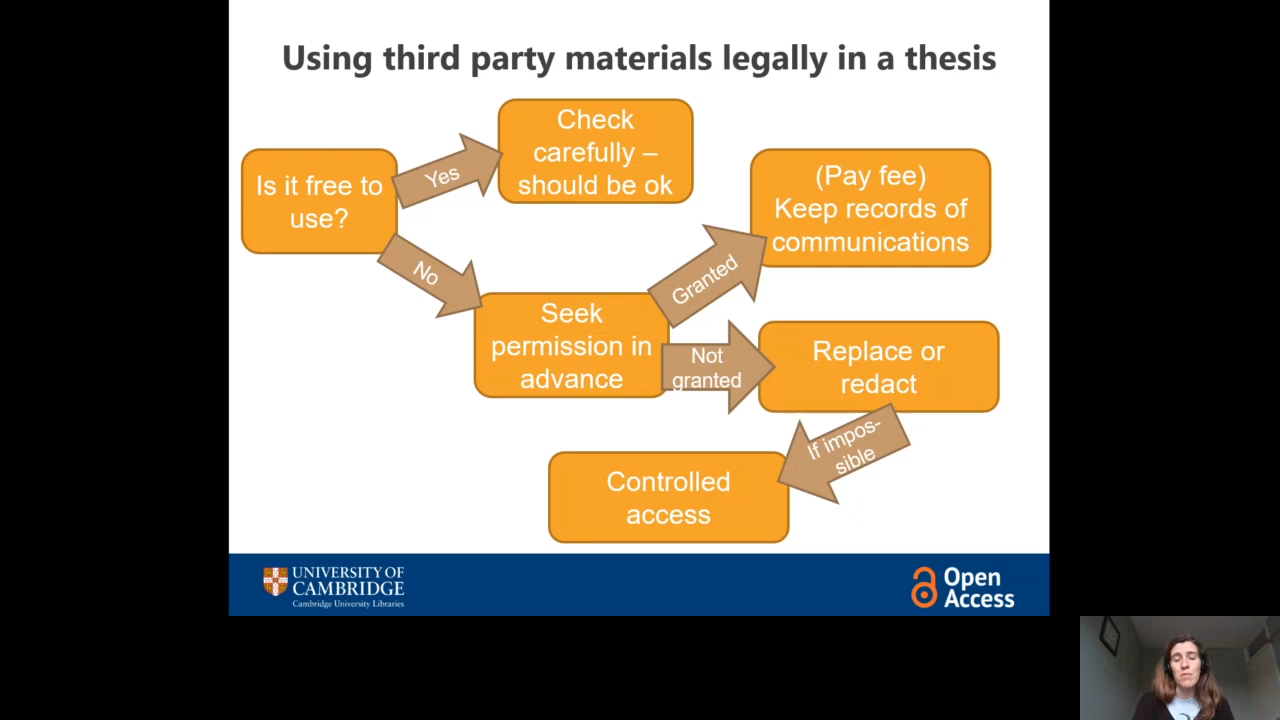 Using third party materials legally in a thesis
Check
carefully –
should be ok
Is it free to
use?
Yes
(Pay fee)
Keep records of
communications
No
Granted
Seek
permission in
advance
Not
granted
Replace or
redact
If impos-
sible
Controlled
access
UNIVERSITY OF
CAMBRIDGE
Cambridge University Libraries
Open
Access